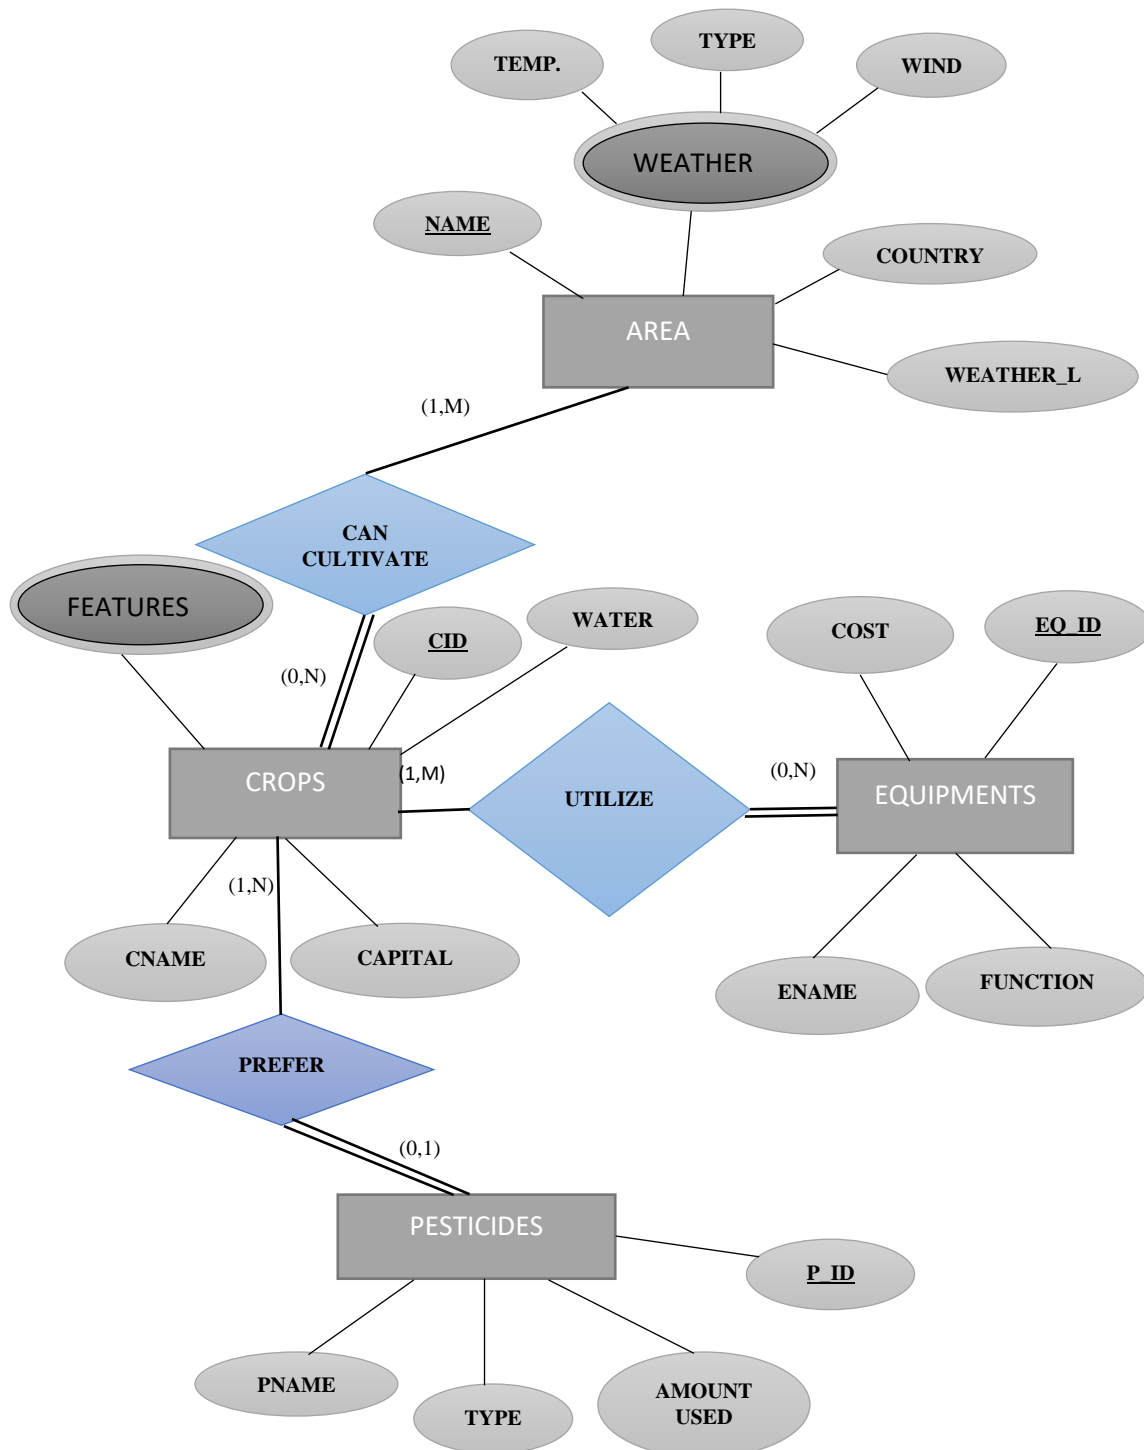 TYPE
TEMP.
WIND
WEATHER
NAME
COUNTRY
AREA
WEATHER_L
(1,M)
CAN
CULTIVATE
FEATURES
WATER
CID
COST
EQ_ID
(0,N)
(1,M)
(0,N)
CROPS
UTILIZE
EQUIPMENTS
(1,N)
CNAME
CAPITAL
ENAME
FUNCTION
PREFER
(0,1)
PESTICIDES
P_ID
PNAME
TYPE
AMOUNT
USED